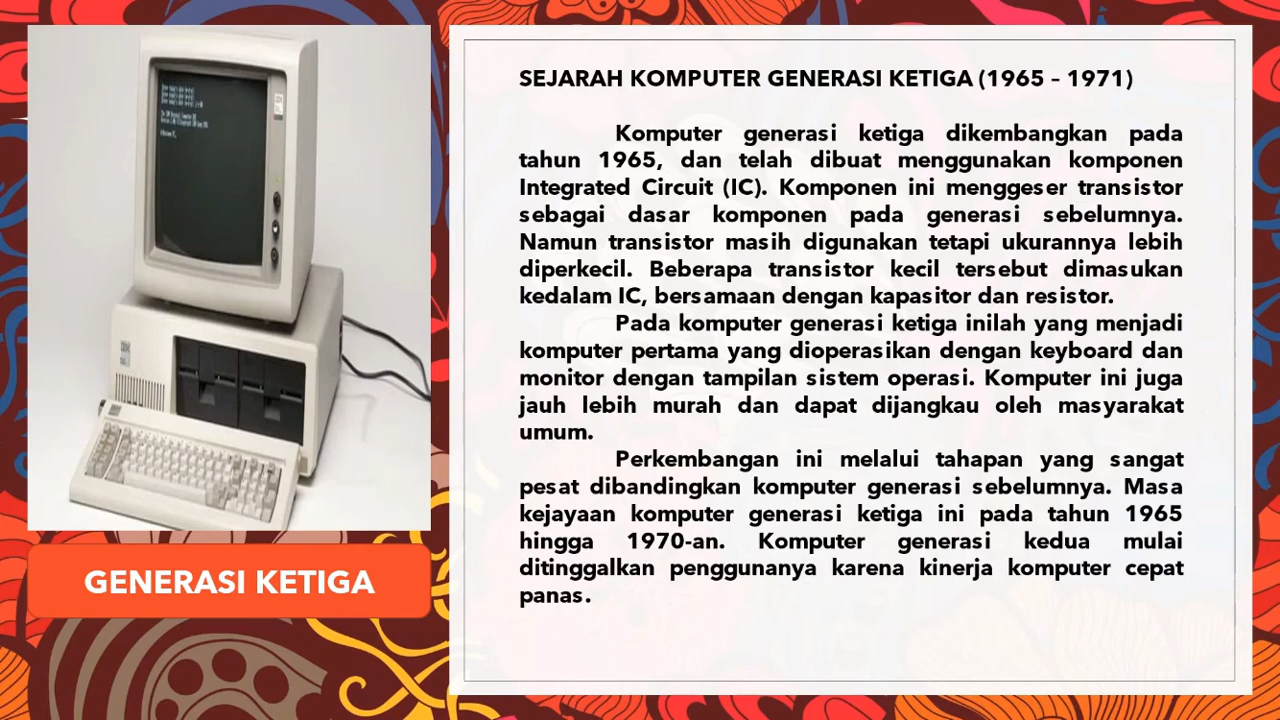 SEJARAH KOMPUTER GENERASI KETIGA (1965 – 1971)
Komputer generasi ketiga dikembangkan pada
tahun 1965, dan telah dibuat menggunakan komponen
Integrated Circuit (IC). Komponen ini menggeser transistor
sebagai dasar komponen pada generasi sebelumnya.
Namun transistor masih digunakan tetapi ukurannya lebih
diperkecil. Beberapa transistor kecil tersebut dimasukan
kedalam IC, bersamaan dengan kapasitor dan resistor.
Pada komputer generasi ketiga inilah yang menjadi
komputer pertama yang dioperasikan dengan keyboard dan
monitor dengan tampilan sistem operasi. Komputer ini juga
jauh lebih murah dan dapat dijangkau oleh masyarakat
umum.
Perkembangan ini melalui tahapan yang sangat
pesat dibandingkan komputer generasi sebelumnya. Masa
kejayaan komputer generasi ketiga ini pada tahun 1965
hingga 1970-an. Komputer generasi kedua mulai
ditinggalkan penggunanya karena kinerja komputer cepat
panas.
GENERASI KETIGA